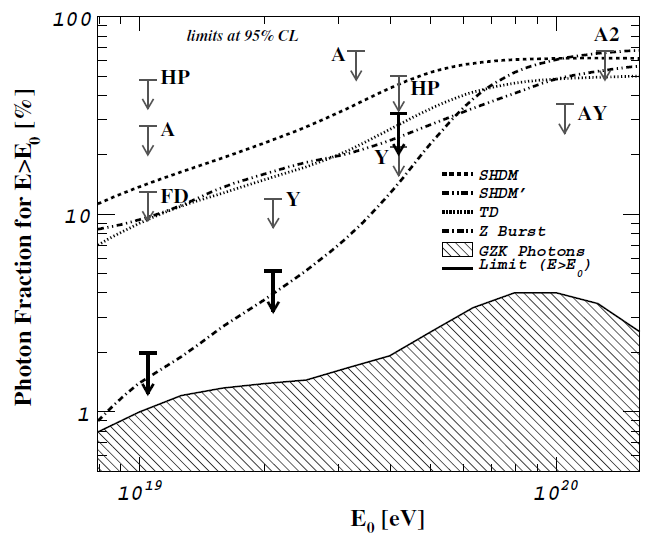 limits at 95% CL
A2
A
HP
HP
AY
A
Y
FD
Y
SHDM
SHDM'
TD
Z Burst
GZK Photons
Limit (E>E0)
100
10
1
Photon Fraction for E>E0 [%]
10^19
10^20
E0 [eV]